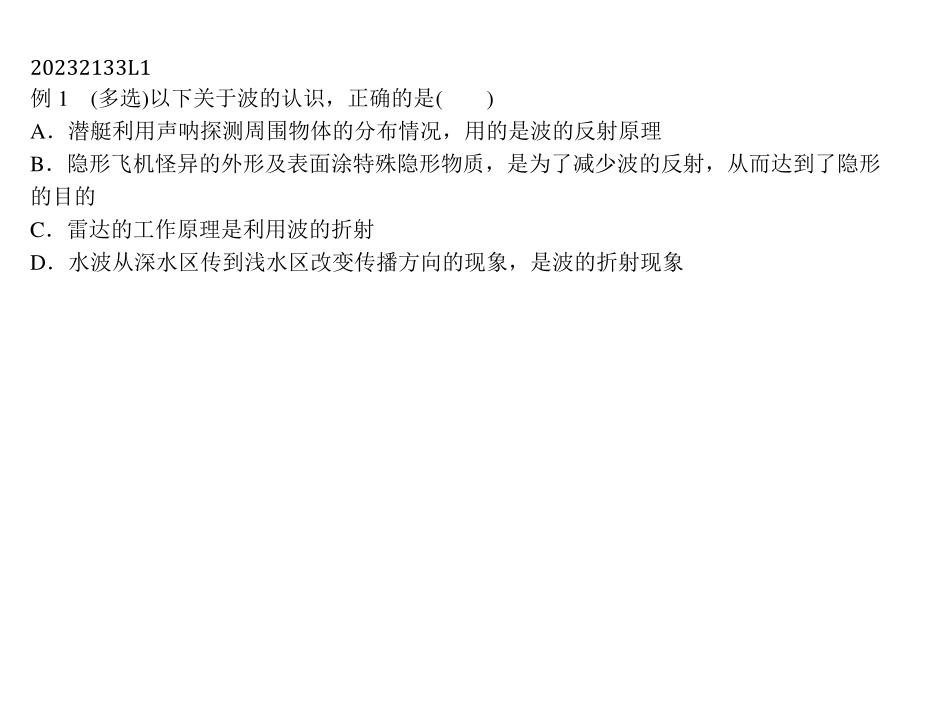 20232133L1
例 1　(多选)以下关于波的认识，正确的是(　　)
A．潜艇利用声呐探测周围物体的分布情况，用的是波的反射原理
B．隐形飞机怪异的外形及表面涂特殊隐形物质，是为了减少波的反射，从而达到了隐形
的目的
C．雷达的工作原理是利用波的折射
D．水波从深水区传到浅水区改变传播方向的现象，是波的折射现象